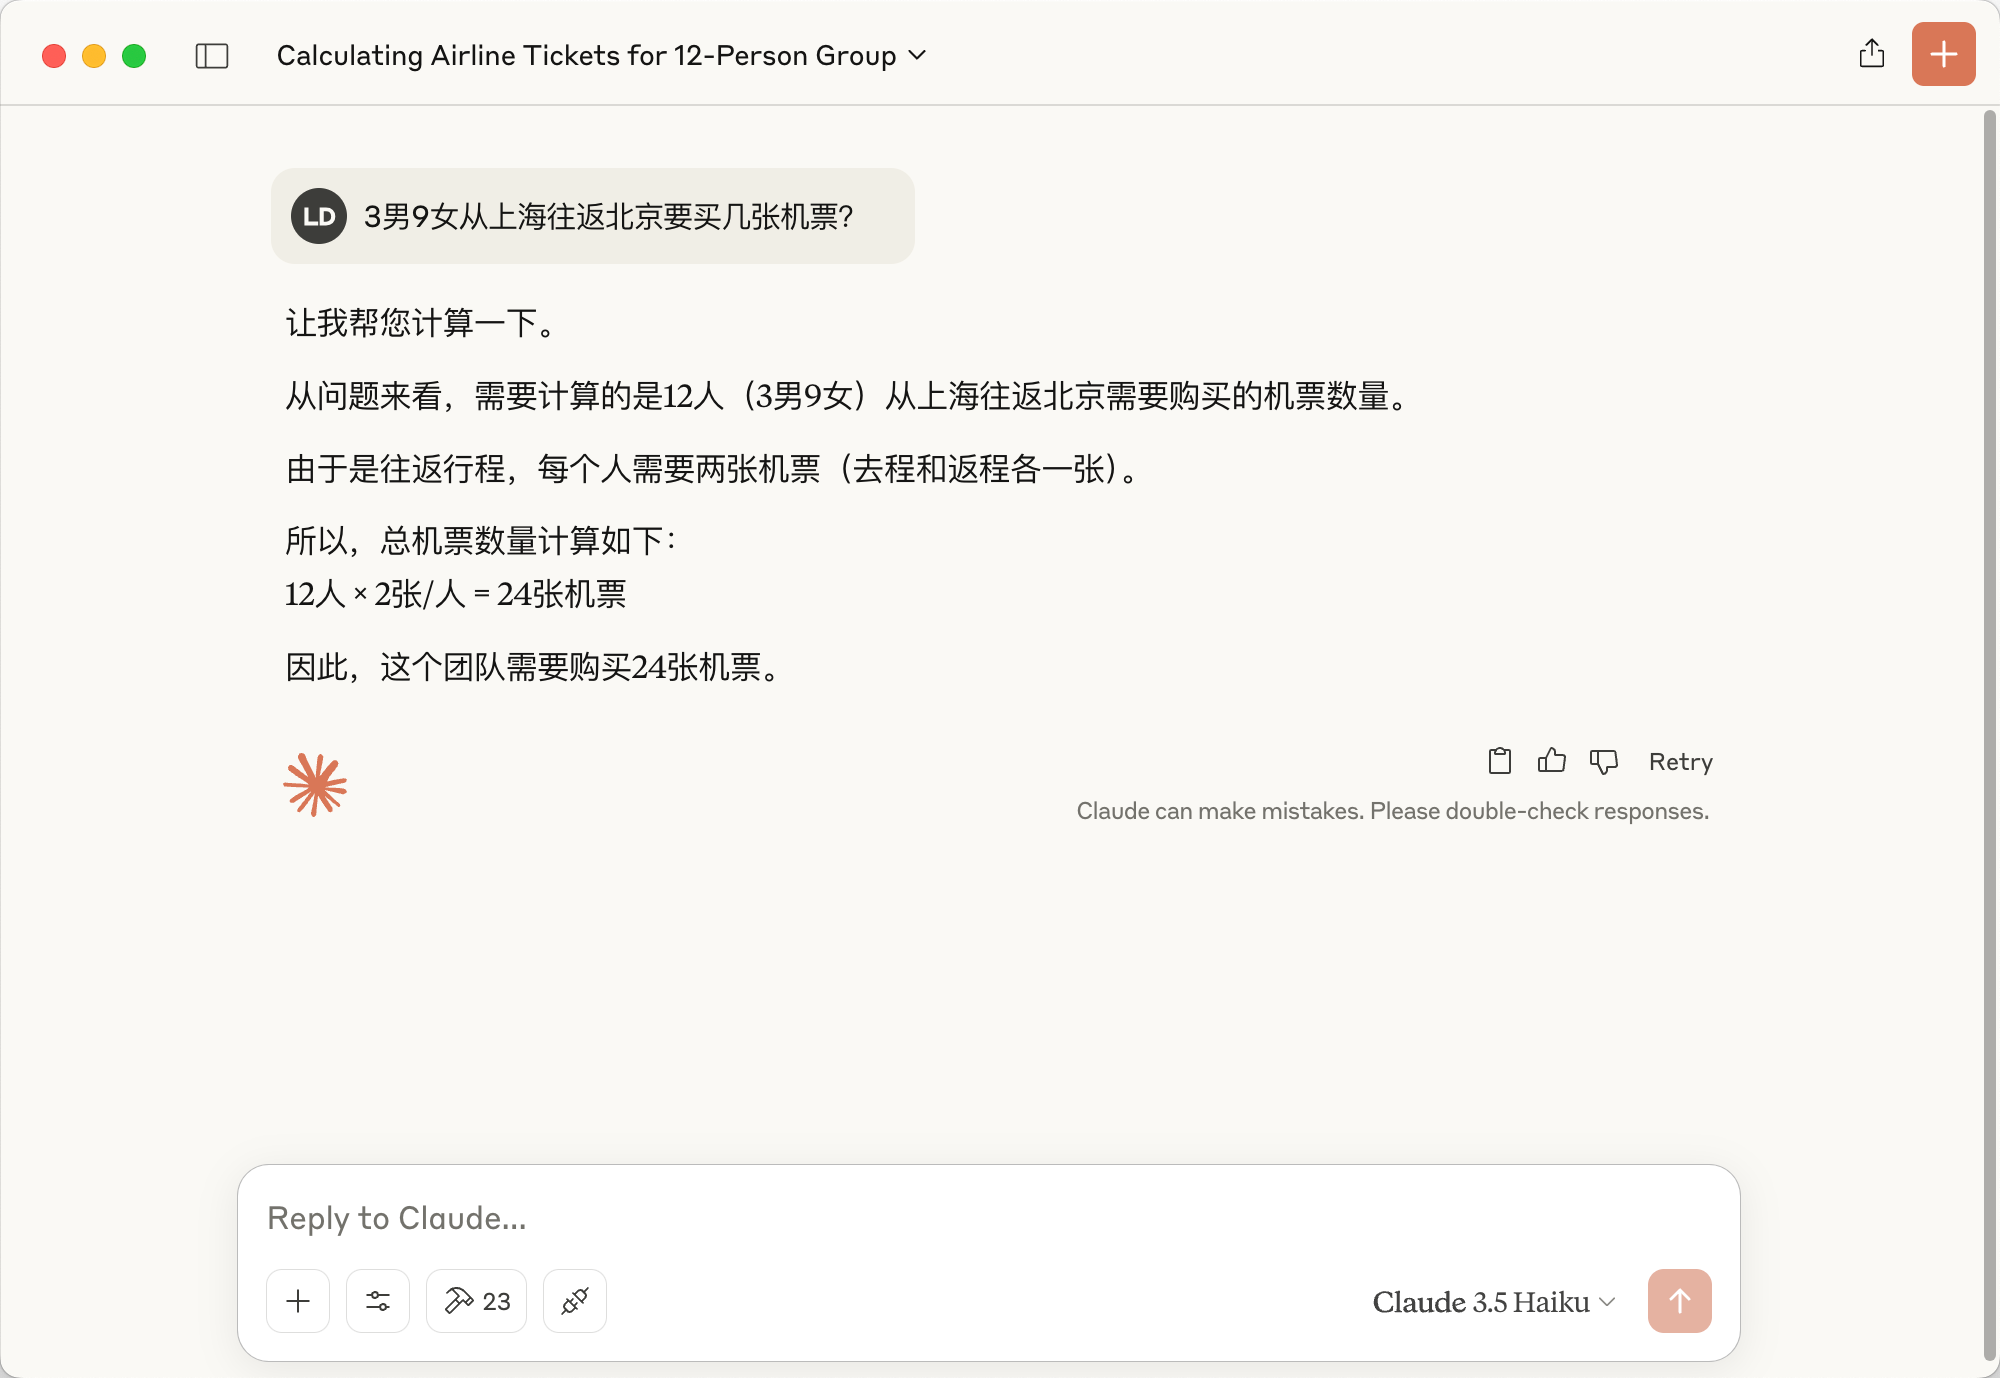 Calculating Airline Tickets for 12-Person Group
LD
3男9女从上海往返北京要买几张机票?
让我帮您计算一下。
从问题来看，需要计算的是12人（3男9女）从上海往返北京需要购买的机票数量。
由于是往返行程，每个人需要两张机票（去程和返程各一张）。
所以，总机票数量计算如下：
12人 × 2张/人 = 24张机票
因此，这个团队需要购买24张机票。
Retry
Claude can make mistakes. Please double-check responses.
Reply to Claude...
23
Claude 3.5 Haiku